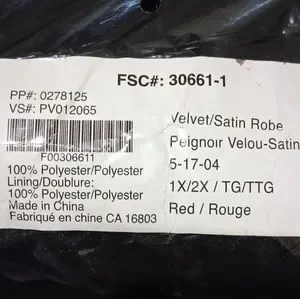 FSC#: 30661-1
PP#: 0278125
VS#: PV012065
F00306611
100% Polyester/Polyester
Lining/Doublure:
100% Polyester/Polyester
Made in China
Fabriqué en chine CA 16803
Velvet/Satin Robe
Peignoir Velou-Satin
5-17-04
1X/2X / TG/TTG
Red / Rouge